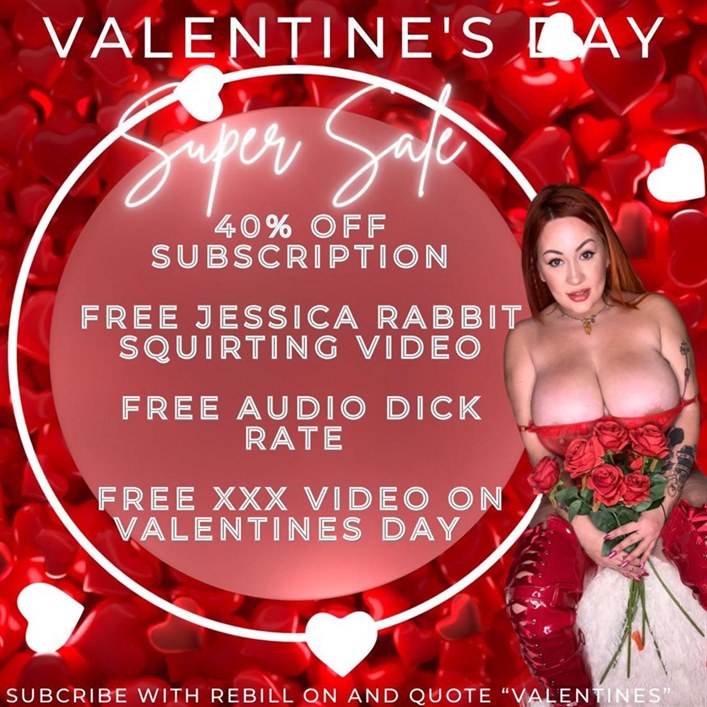 VALENTINE'S DAY
Super Sale
40% OFF
SUBSCRIPTION
FREE JESSICA RABBIT
SQUIRTING VIDEO
FREE AUDIO DICK
RATE
FREE XXX VIDEO ON
VALENTINES DAY
SUBCRIBE WITH REBILL ON AND QUOTE “VALENTINES”